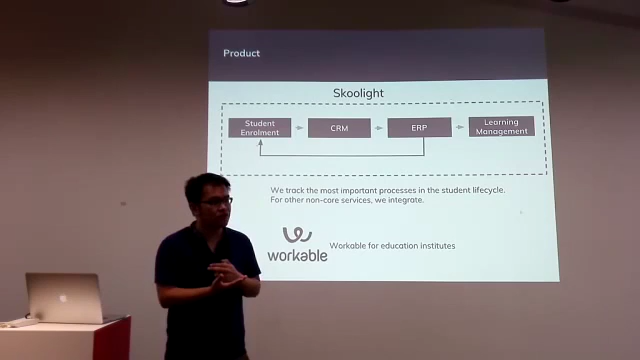 Product
Skoolight
Student
Enrolment
CRM
ERP
Learning
Management
We track the most important processes in the student lifecycle.
For other non-care services, we integrate.
workable
Workable for education institutes